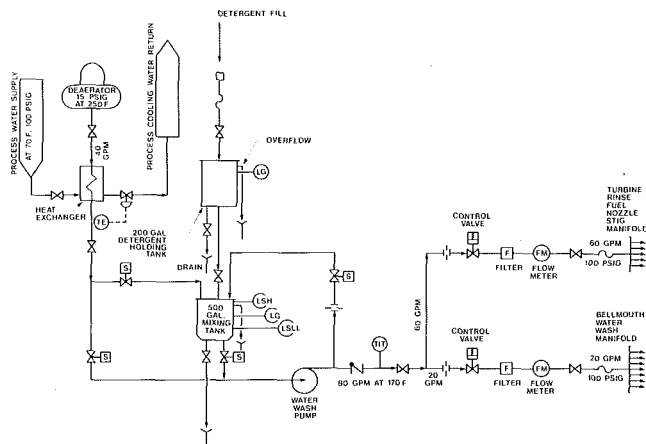 DETERGENT FILL
PROCESS WATER SUPPLY
AT 70 F, 100 PSIG
DEAERATOR
15 PSIG
AT 250 F
40
GPM
PROCESS COOLING WATER RETURN
HEAT
EXCHANGER
TE
OVERFLOW
LG
200 GAL
DETERGENT
HOLDING
TANK
DRAIN
S
500
GAL.
MIXING
TANK
LSH
LG
LSLL
S
S
S
WATER
WASH
PUMP
TIT
80 GPM AT 170 F
60 GPM
20
GPM
CONTROL
VALVE
F
FILTER
FM
FLOW
METER
TURBINE
RINSE
FUEL
NOZZLE
STIG
MANIFOLD
60 GPM
100 PSIG
CONTROL
VALVE
F
FILTER
FM
FLOW
METER
BELLMOUTH
WATER
WASH
MANIFOLD
20 GPM
100 PSIG